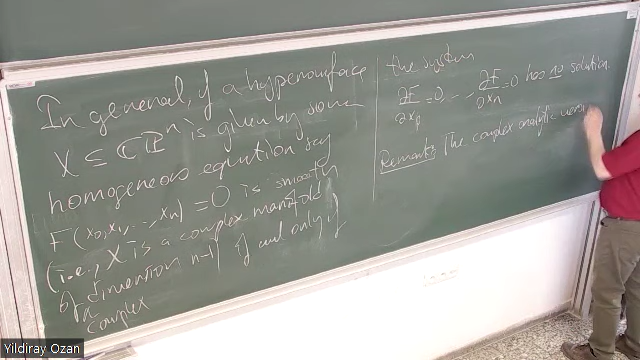 In general, if a hypersurface
X ⊆ ℂℙⁿ is given by some
homogeneous equation say
F(x₀, x₁, ..., xₙ) = 0 is smooth
(i.e., X is a complex manifold
of dimension n-1) if and only if
complex
the system
∂F/∂x₀ = 0, ..., ∂F/∂xₙ = 0 has no solution.
Remark: The complex analytic
Yildiray Ozan